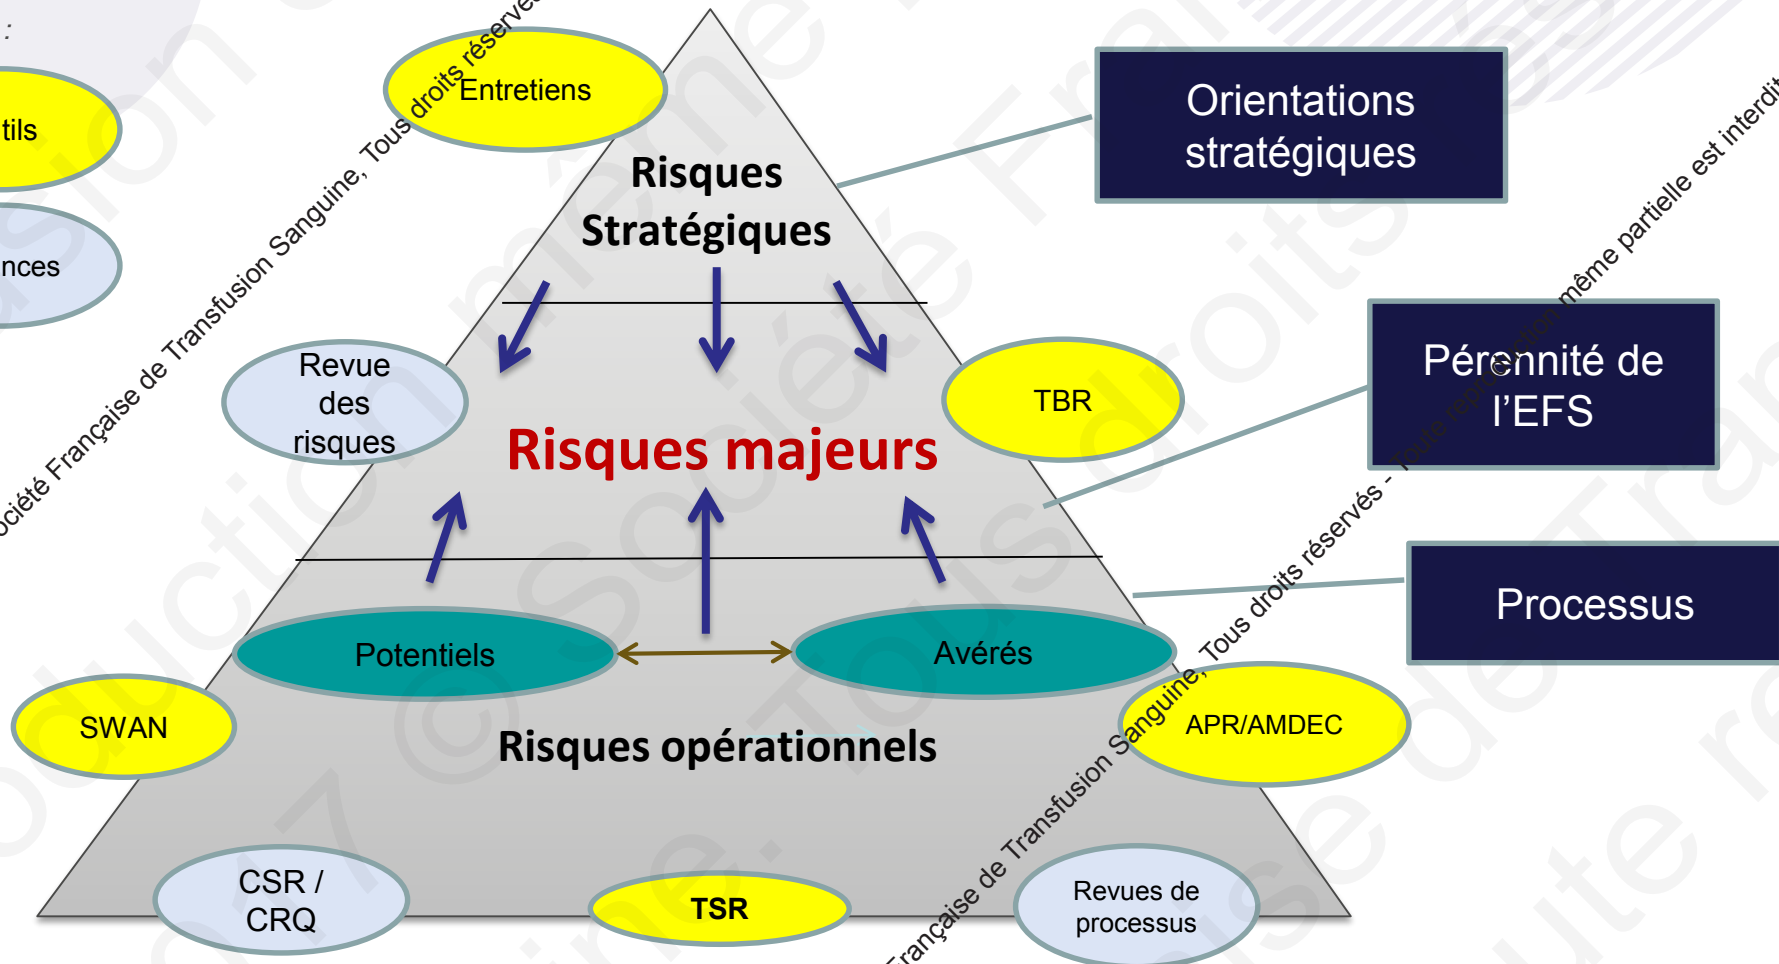 :
tils
nces
Entretiens
Risques
Stratégiques
Orientations
stratégiques
Revue
des
risques
TBR
Risques majeurs
Pérennité de
l'EFS
Potentiels
Avérés
Processus
SWAN
Risques opérationnels
APR/AMDEC
CSR /
CRQ
TSR
Revues de
processus
ociété Française de Transfusion Sanguine, Tous droits réservés
Française de Transfusion Sanguine, Tous droits réservés - Toute reproduction même partielle est interdit